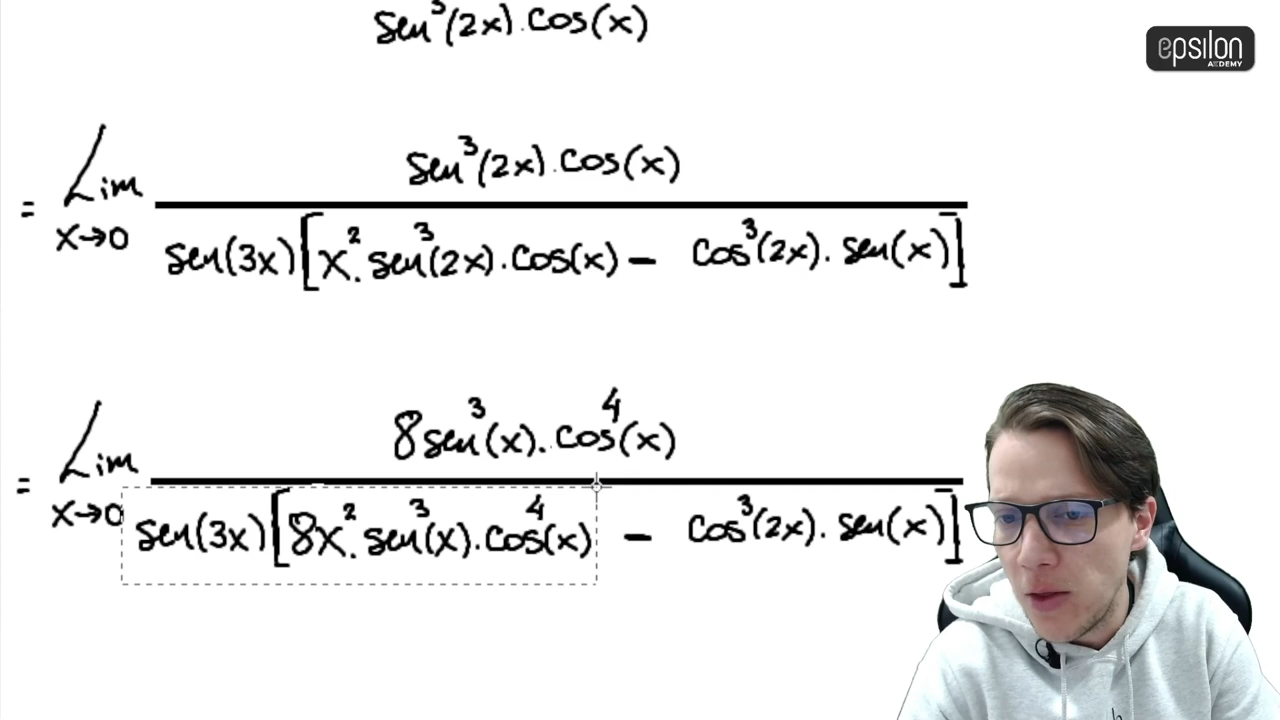 sen³(2x).cos(x)
epsilon
AXDEMY
= Lim x→0 sen³(2x).cos(x) / sen(3x)[x².sen³(2x).cos(x) − cos³(2x).sen(x)]
= Lim x→0 8sen³(x).cos⁴(x) / sen(3x)[8x².sen³(x).cos⁴(x) − cos³(2x).sen(x)]